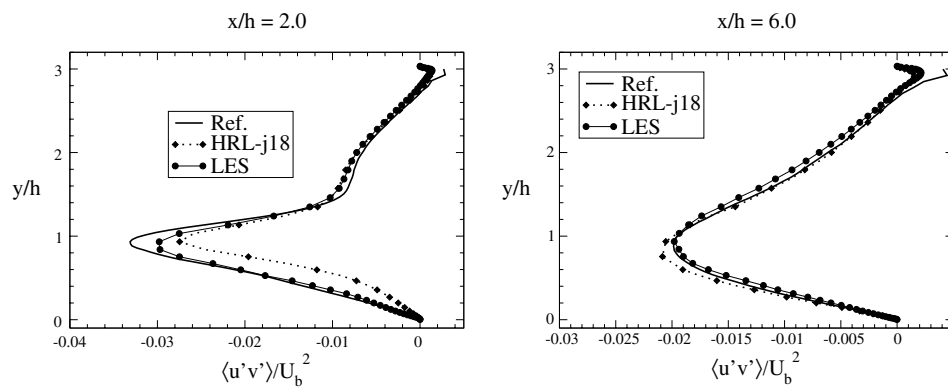 x/h = 2.0
3
2
1
0
y/h
Ref.
HRL-j18
LES
-0.04 -0.03 -0.02 -0.01 0
⟨u'v'⟩/U_b^2
x/h = 6.0
3
2
1
0
y/h
Ref.
HRL-j18
LES
-0.03 -0.025 -0.02 -0.015 -0.01 -0.005 0
⟨u'v'⟩/U_b^2